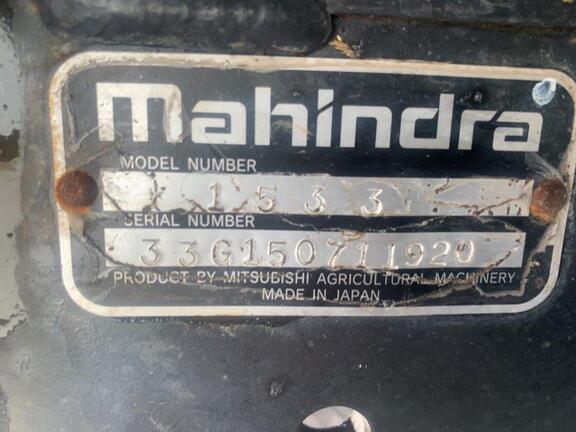 mahindra
MODEL NUMBER
1533
SERIAL NUMBER
33G150711920
PRODUCT BY MITSUBISHI AGRICULTURAL MACHINERY
MADE IN JAPAN